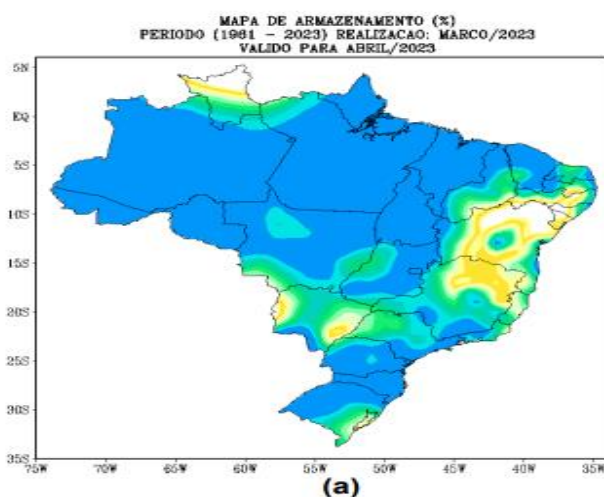 MAPA DE ARMAZENAMENTO (%)
PERIODO (1961 - 2023) REALIZACAO: MARCO/2023
VALIDO PARA ABRIL/2023
5N
EQ
5S
10S
15S
20S
25S
30S
35S
75W 70W 65W 60W 55W 50W 45W 40W 35W
(a)